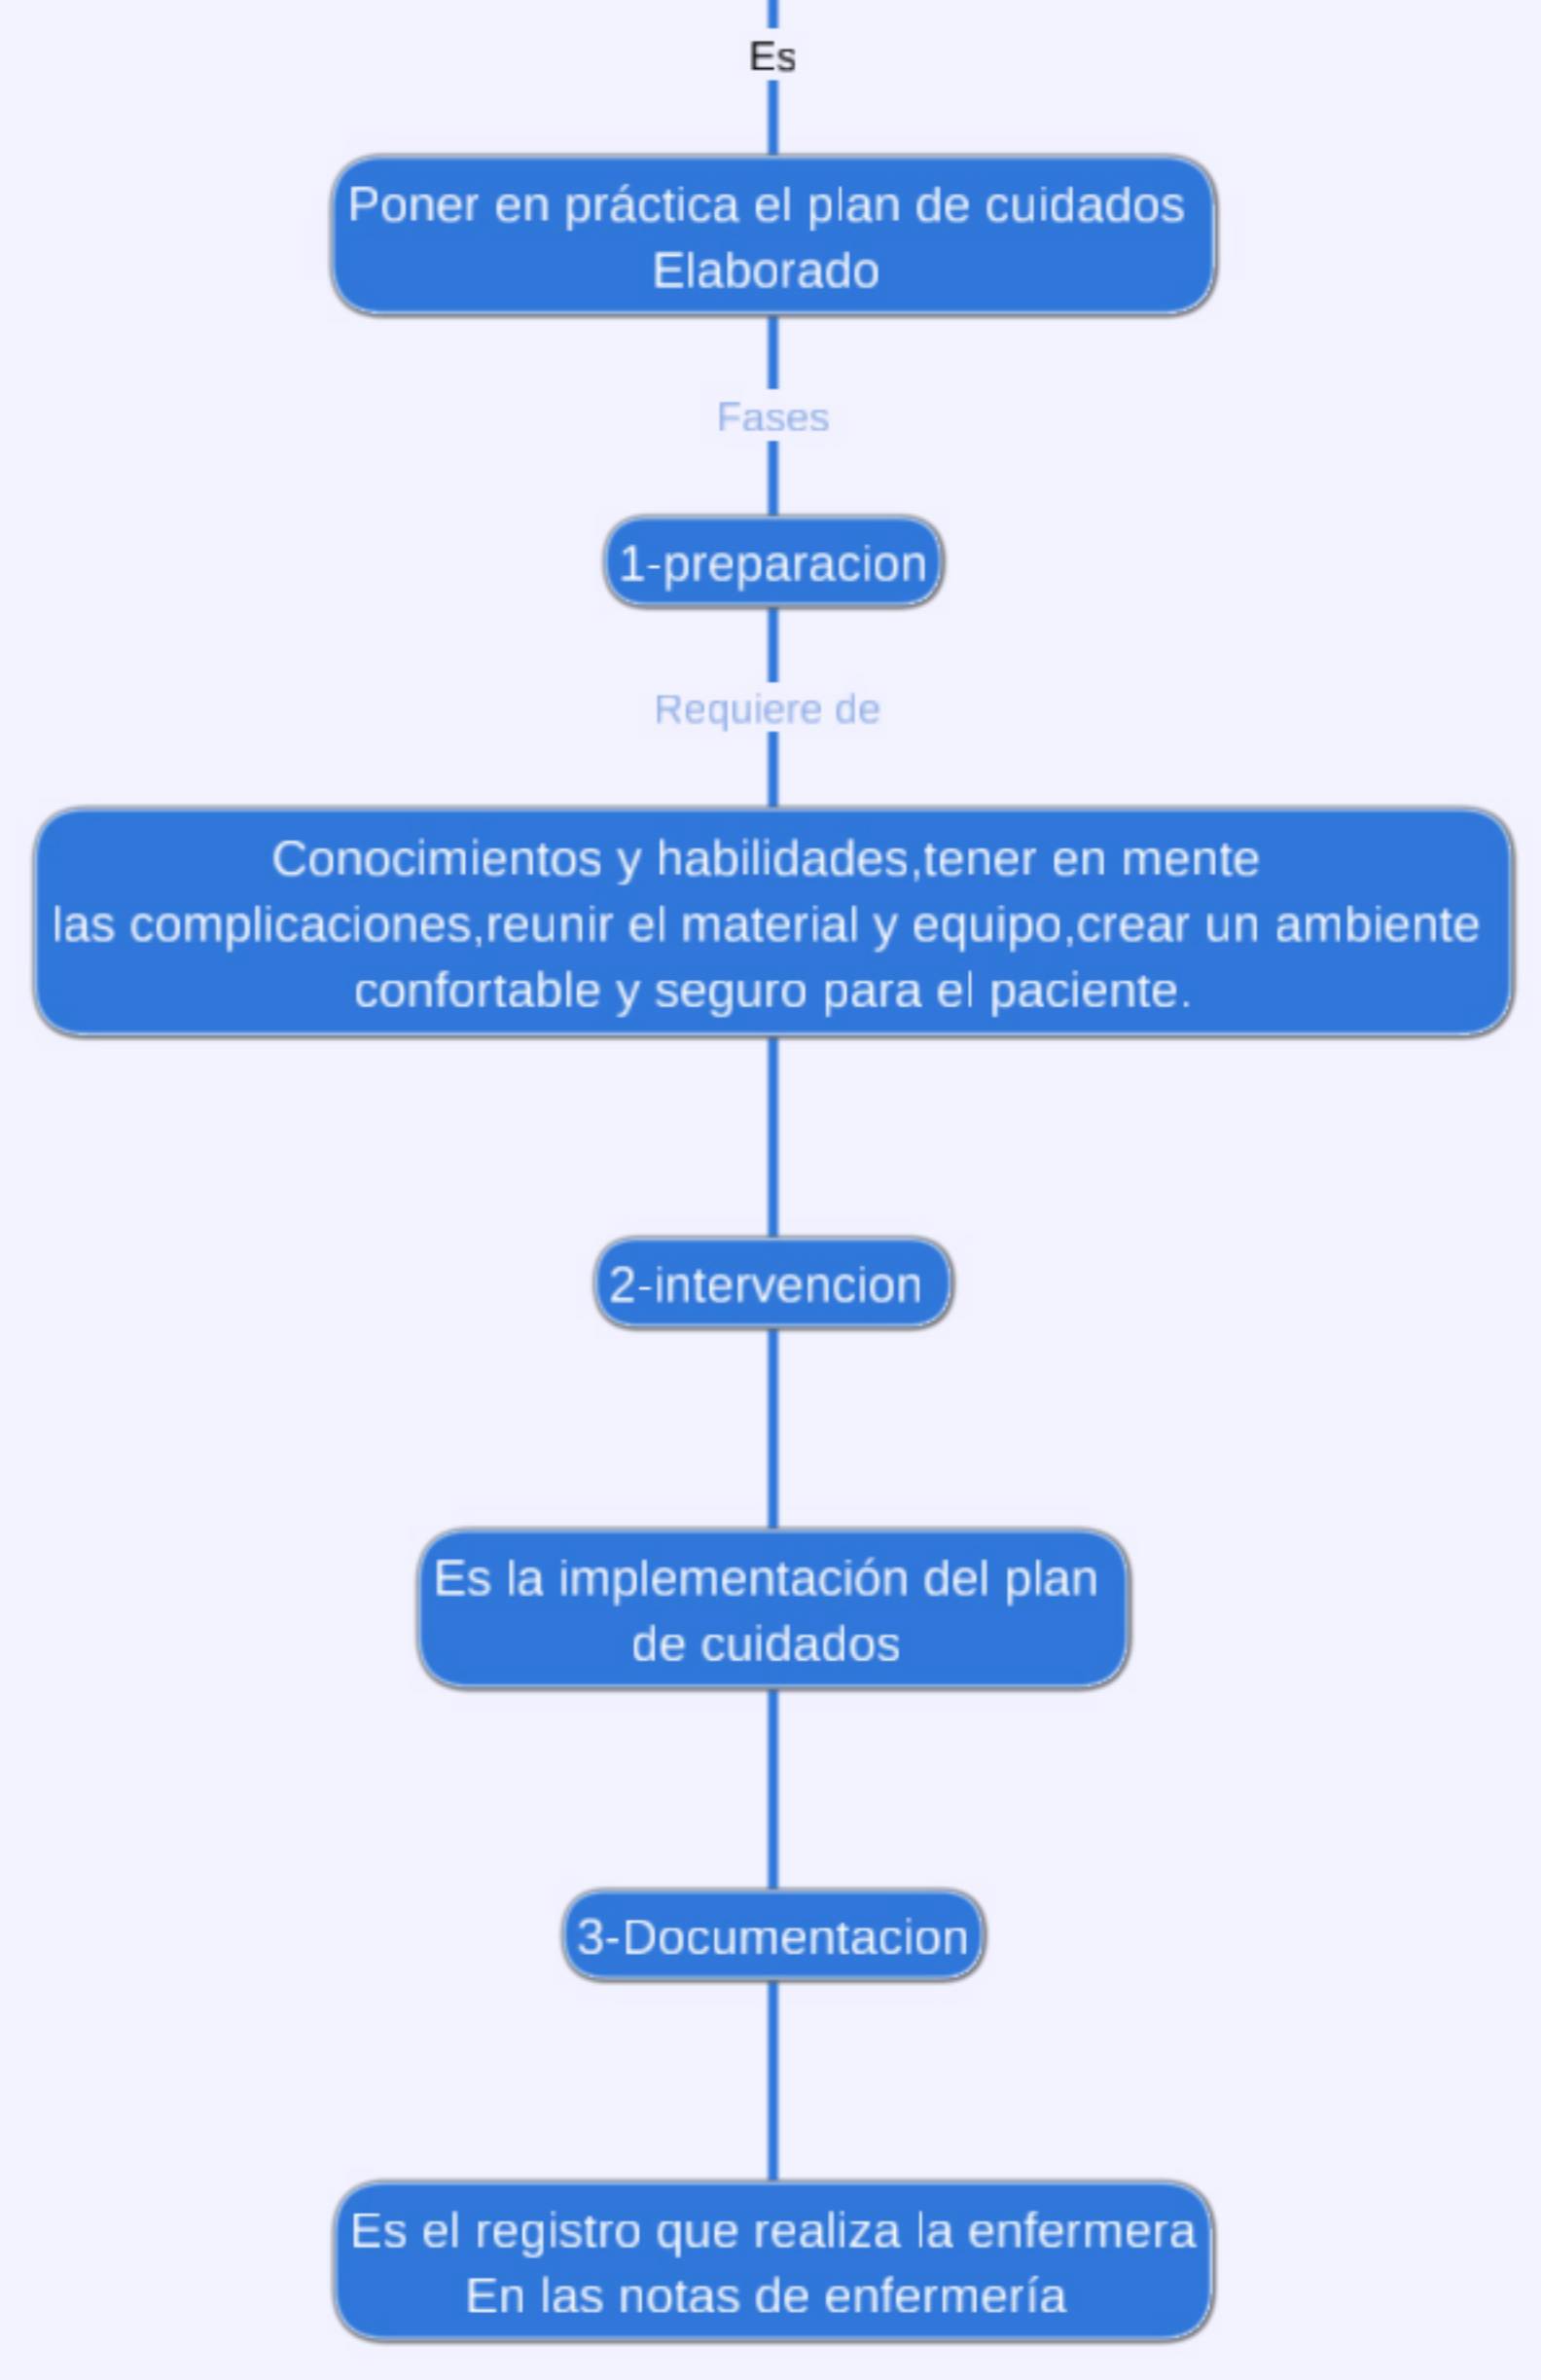 Es
Poner en práctica el plan de cuidados
Elaborado
Fases
1-preparacion
Requiere de
Conocimientos y habilidades,tener en mente
las complicaciones,reunir el material y equipo,crear un ambiente
confortable y seguro para el paciente.
2-intervencion
Es la implementación del plan
de cuidados
3-Documentacion
Es el registro que realiza la enfermera
En las notas de enfermería